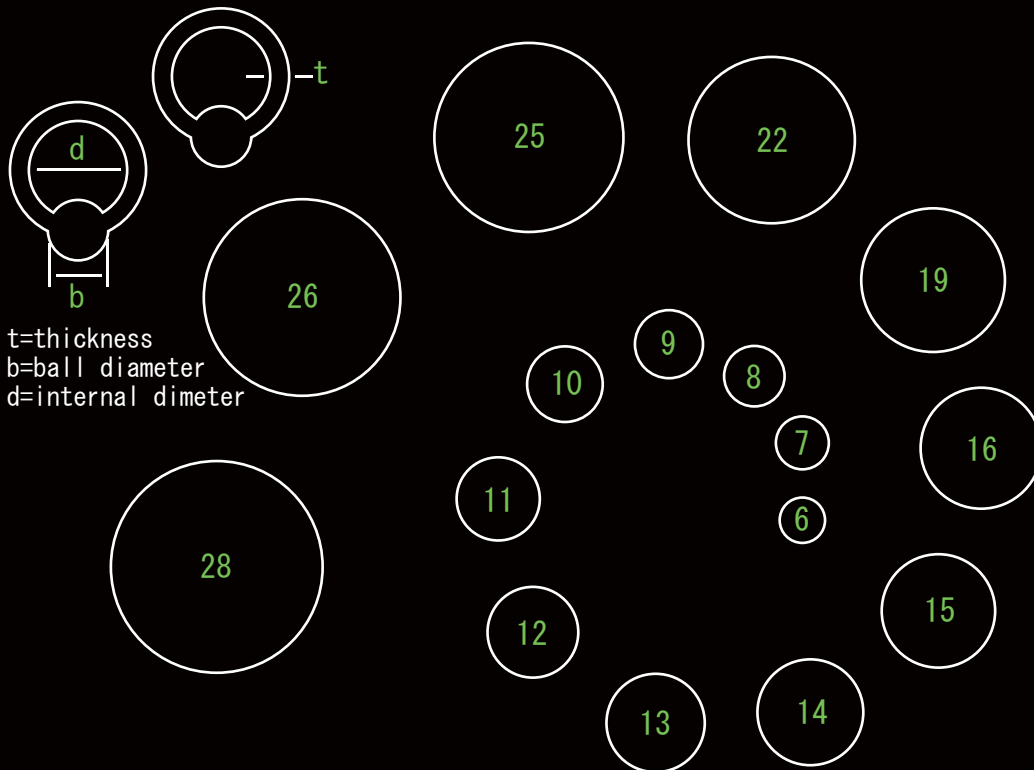 t
d
b
t=thickness
b=ball diameter
d=internal dimeter
25
22
26
19
9
8
10
7
16
11
6
28
15
12
14
13